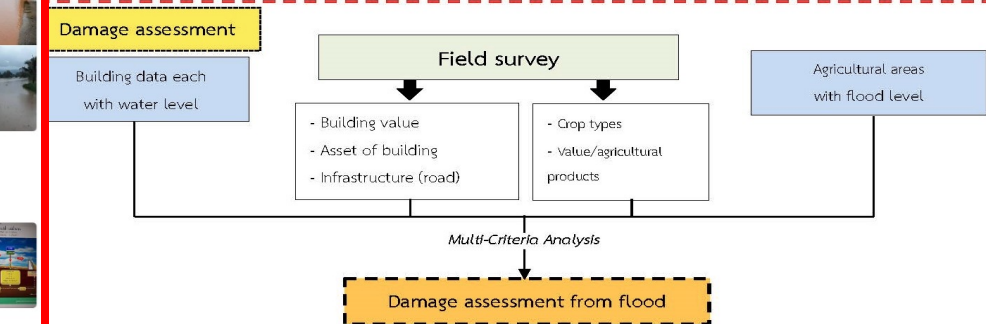 Damage assessment
Field survey
Building data each
with water level
Agricultural areas
with flood level
- Building value
- Asset of building
- Infrastructure (road)
- Crop types
- Value/agricultural
products
Multi-Criteria Analysis
Damage assessment from flood